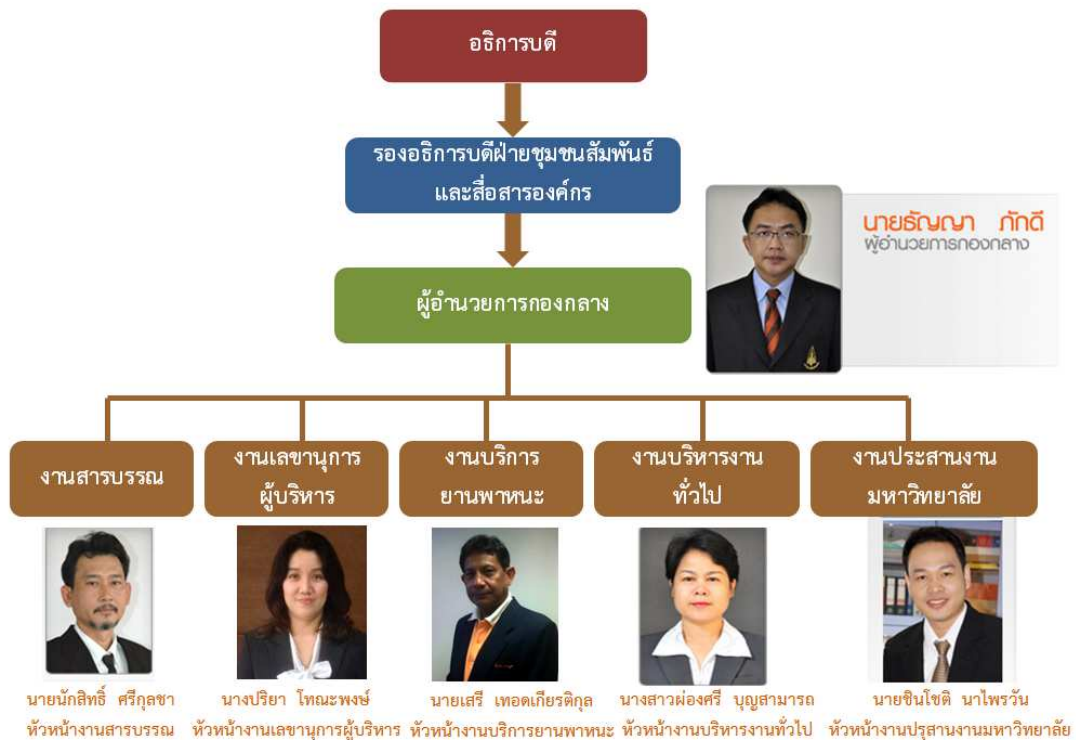 อธิการบดี
รองอธิการบดีฝ่ายชุมชนสัมพันธ์
และสื่อสารองค์กร
นายธัญญา ภักดี
ผู้อำนวยการกองกลาง
ผู้อำนวยการกองกลาง
งานสารบรรณ
งานเลขานุการ
ผู้บริหาร
งานบริการ
ยานพาหนะ
งานบริหารงาน
ทั่วไป
งานประสานงาน
มหาวิทยาลัย
นายนักสิทธิ์ ศรีกุลชา
หัวหน้างานสารบรรณ
นางปริยา โทณะพงษ์
หัวหน้างานเลขานุการผู้บริหาร
นายเสรี เทอดเกียรติกุล
หัวหน้างานบริการยานพาหนะ
นางสาวผ่องศรี บุญสามารถ
หัวหน้างานบริหารงานทั่วไป
นายชินโชติ นาไพรวัน
หัวหน้างานปรุสานงานมหาวิทยาลัย